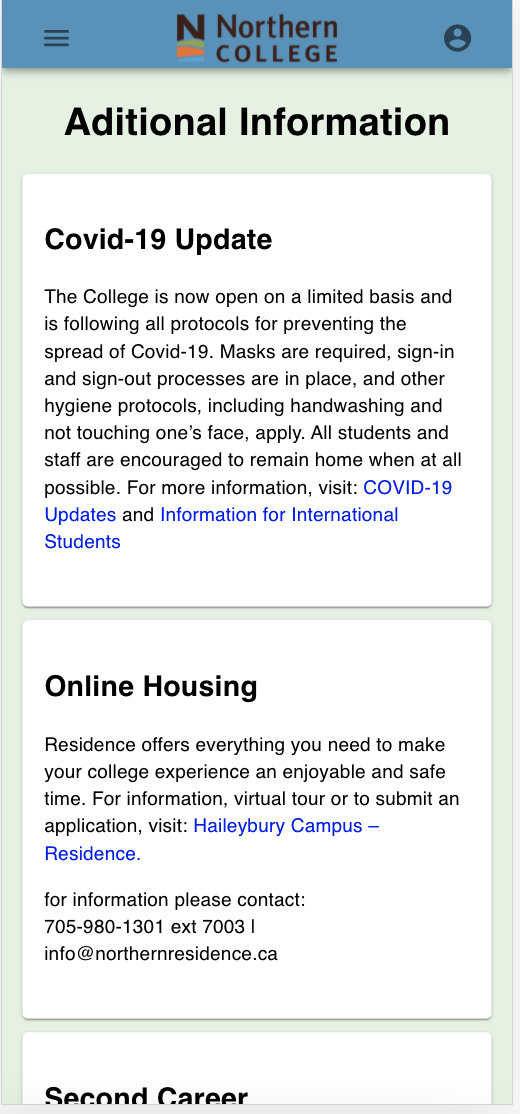 Northern
COLLEGE
Aditional Information
Covid-19 Update
The College is now open on a limited basis and
is following all protocols for preventing the
spread of Covid-19. Masks are required, sign-in
and sign-out processes are in place, and other
hygiene protocols, including handwashing and
not touching one’s face, apply. All students and
staff are encouraged to remain home when at all
possible. For more information, visit: COVID-19
Updates and Information for International
Students
Online Housing
Residence offers everything you need to make
your college experience an enjoyable and safe
time. For information, virtual tour or to submit an
application, visit: Haileybury Campus –
Residence.
for information please contact:
705-980-1301 ext 7003 |
info@northernresidence.ca
Second Career